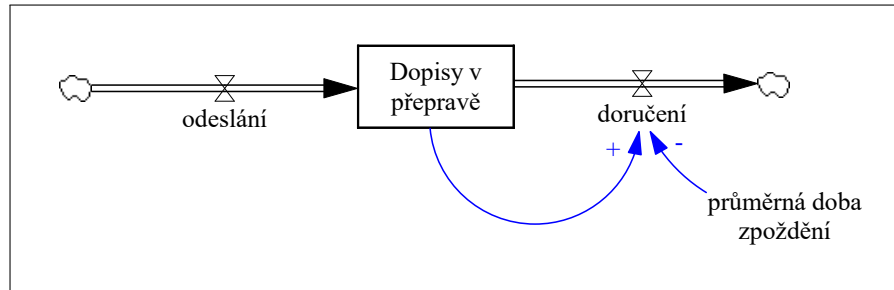 Dopisy v
přepravě
odeslání
doručení
+
-
průměrná doba
zpoždění